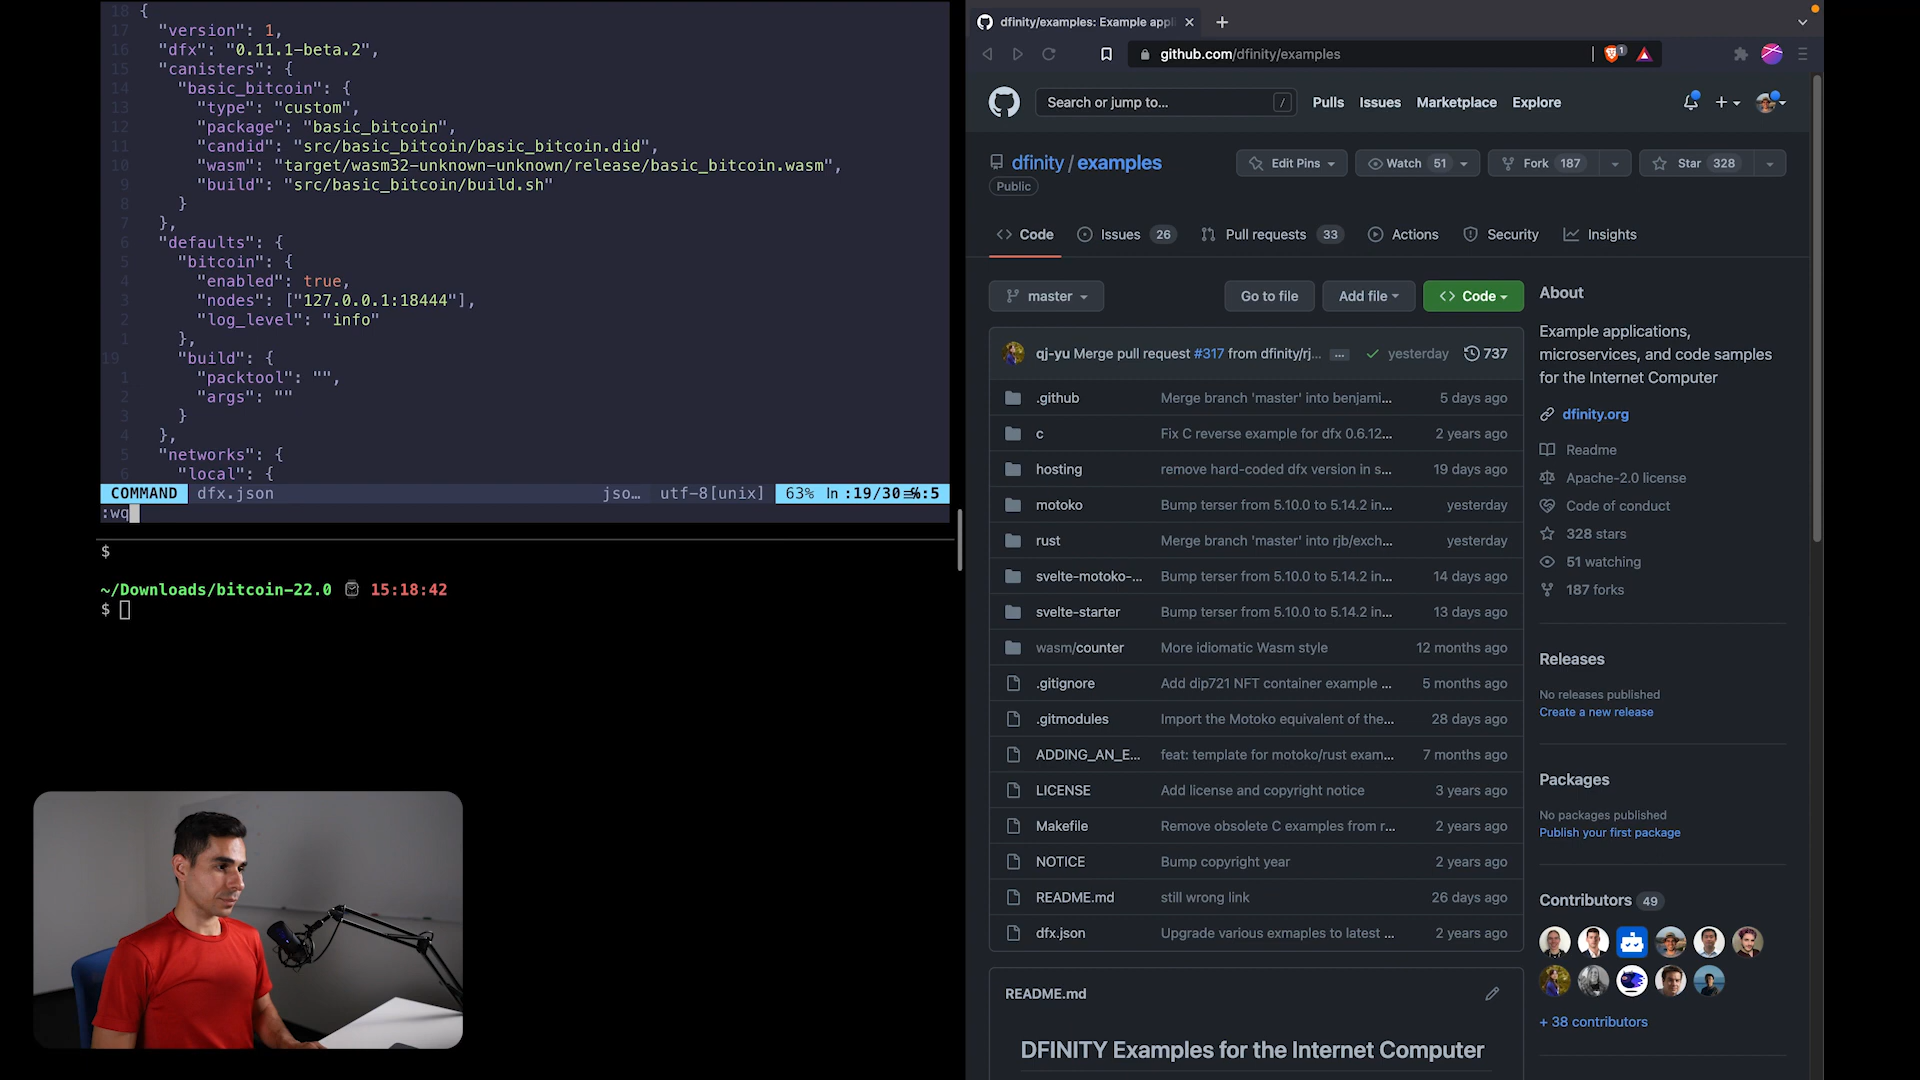 18 {
17 "version": 1,
16 "dfx": "0.11.1-beta.2",
15 "canisters": {
14 "basic_bitcoin": {
13 "type": "custom",
12 "package": "basic_bitcoin",
11 "candid": "src/basic_bitcoin/basic_bitcoin.did",
10 "wasm": "target/wasm32-unknown-unknown/release/basic_bitcoin.wasm",
9 "build": "src/basic_bitcoin/build.sh"
8 }
7 },
6 "defaults": {
5 "bitcoin": {
4 "enabled": true,
3 "nodes": ["127.0.0.1:18444"],
2 "log_level": "info"
1 },
19 "build": {
1 "packtool": "",
2 "args": ""
3 }
4 },
5 "networks": {
6 "local": {
COMMAND dfx.json jso… utf-8[unix] 63% ln :19/30≡%:5
:wq
$
~/Downloads/bitcoin-22.0 15:18:42
$
dfinity/examples: Example appl
github.com/dfinity/examples
1
Search or jump to... /
Pulls Issues Marketplace Explore
dfinity / examples
Public
Edit Pins Watch 51 Fork 187 Star 328
Code Issues 26 Pull requests 33 Actions Security Insights
master Go to file Add file Code
qj-yu Merge pull request #317 from dfinity/rj... ... yesterday 737
.github Merge branch 'master' into benjami... 5 days ago
c Fix C reverse example for dfx 0.6.12... 2 years ago
hosting remove hard-coded dfx version in s... 19 days ago
motoko Bump terser from 5.10.0 to 5.14.2 in... yesterday
rust Merge branch 'master' into rjb/exch... yesterday
svelte-motoko-... Bump terser from 5.10.0 to 5.14.2 in... 14 days ago
svelte-starter Bump terser from 5.10.0 to 5.14.2 in... 13 days ago
wasm/counter More idiomatic Wasm style 12 months ago
.gitignore Add dip721 NFT container example ... 5 months ago
.gitmodules Import the Motoko equivalent of the... 28 days ago
ADDING_AN_E... feat: template for motoko/rust exam... 7 months ago
LICENSE Add license and copyright notice 3 years ago
Makefile Remove obsolete C examples from r... 2 years ago
NOTICE Bump copyright year 2 years ago
README.md still wrong link 26 days ago
dfx.json Upgrade various exmaples to latest ... 2 years ago
README.md
DFINITY Examples for the Internet Computer
About
Example applications,
microservices, and code samples
for the Internet Computer
dfinity.org
Readme
Apache-2.0 license
Code of conduct
328 stars
51 watching
187 forks
Releases
No releases published
Create a new release
Packages
No packages published
Publish your first package
Contributors 49
+ 38 contributors